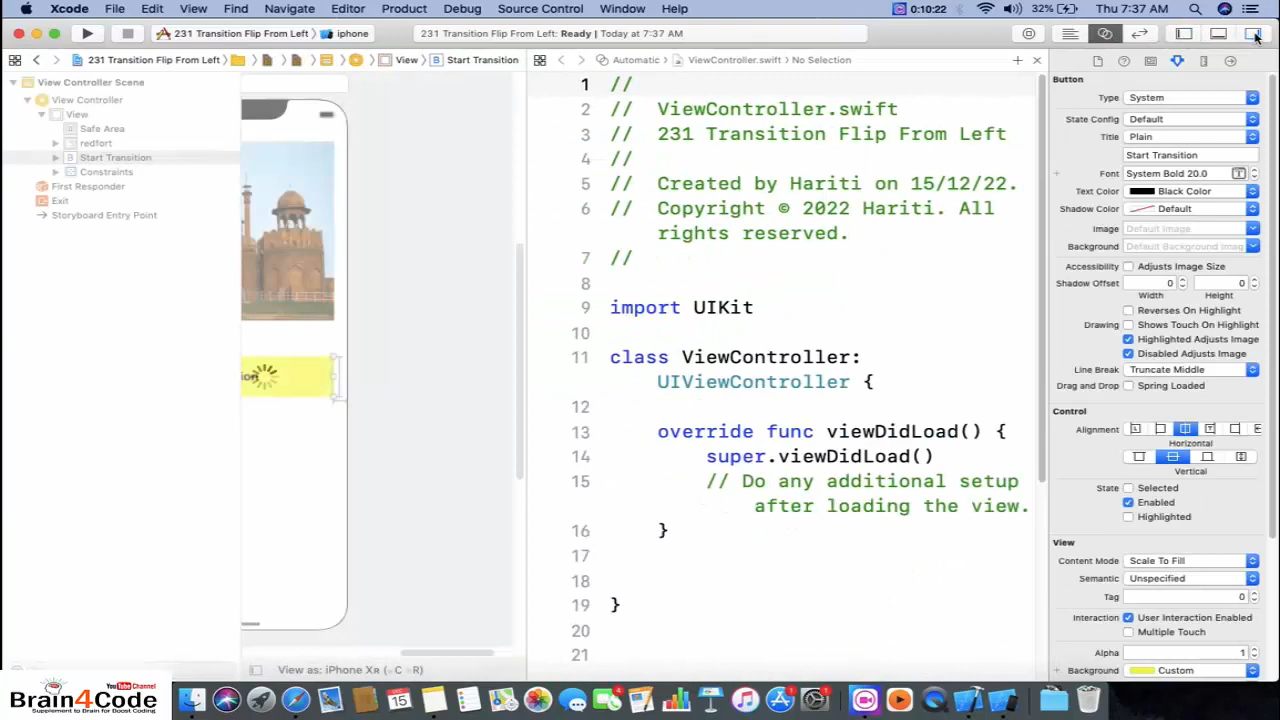 Xcode File Edit View Find Navigate Editor Product Debug Source Control Window Help 0:10:22 32% Thu 7:37 AM
231 Transition Flip From Left iphone 231 Transition Flip From Left: Ready | Today at 7:37 AM
231 Transition Flip From Left View B Start Transition Automatic ViewController.swift No Selection
View Controller Scene
View Controller
View
Safe Area
redfort
B Start Transition
Constraints
First Responder
Exit
Storyboard Entry Point
View as: iPhone XR (C R)
1 //
2 // ViewController.swift
3 // 231 Transition Flip From Left
4 //
5 // Created by Hariti on 15/12/22.
6 // Copyright © 2022 Hariti. All
rights reserved.
7 //
8
9 import UIKit
10
11 class ViewController:
UIViewController {
12
13 override func viewDidLoad() {
14 super.viewDidLoad()
15 // Do any additional setup
after loading the view.
16 }
17
18
19 }
20
21
Button
Type System
State Config Default
Title Plain
Start Transition
Font System Bold 20.0
Text Color Black Color
Shadow Color Default
Image Default Image
Background Default Background Imag
Accessibility Adjusts Image Size
Shadow Offset 0 0
Width Height
Reverses On Highlight
Drawing Shows Touch On Highlight
Highlighted Adjusts Image
Disabled Adjusts Image
Line Break Truncate Middle
Drag and Drop Spring Loaded
Control
Alignment
Horizontal
Vertical
State Selected
Enabled
Highlighted
View
Content Mode Scale To Fill
Semantic Unspecified
Tag 0
Interaction User Interaction Enabled
Multiple Touch
Alpha 1
Background Custom
YouTube Channel
Brain4Code
Supplement to Brain for Boost Coding
DEC
15
4
1
1